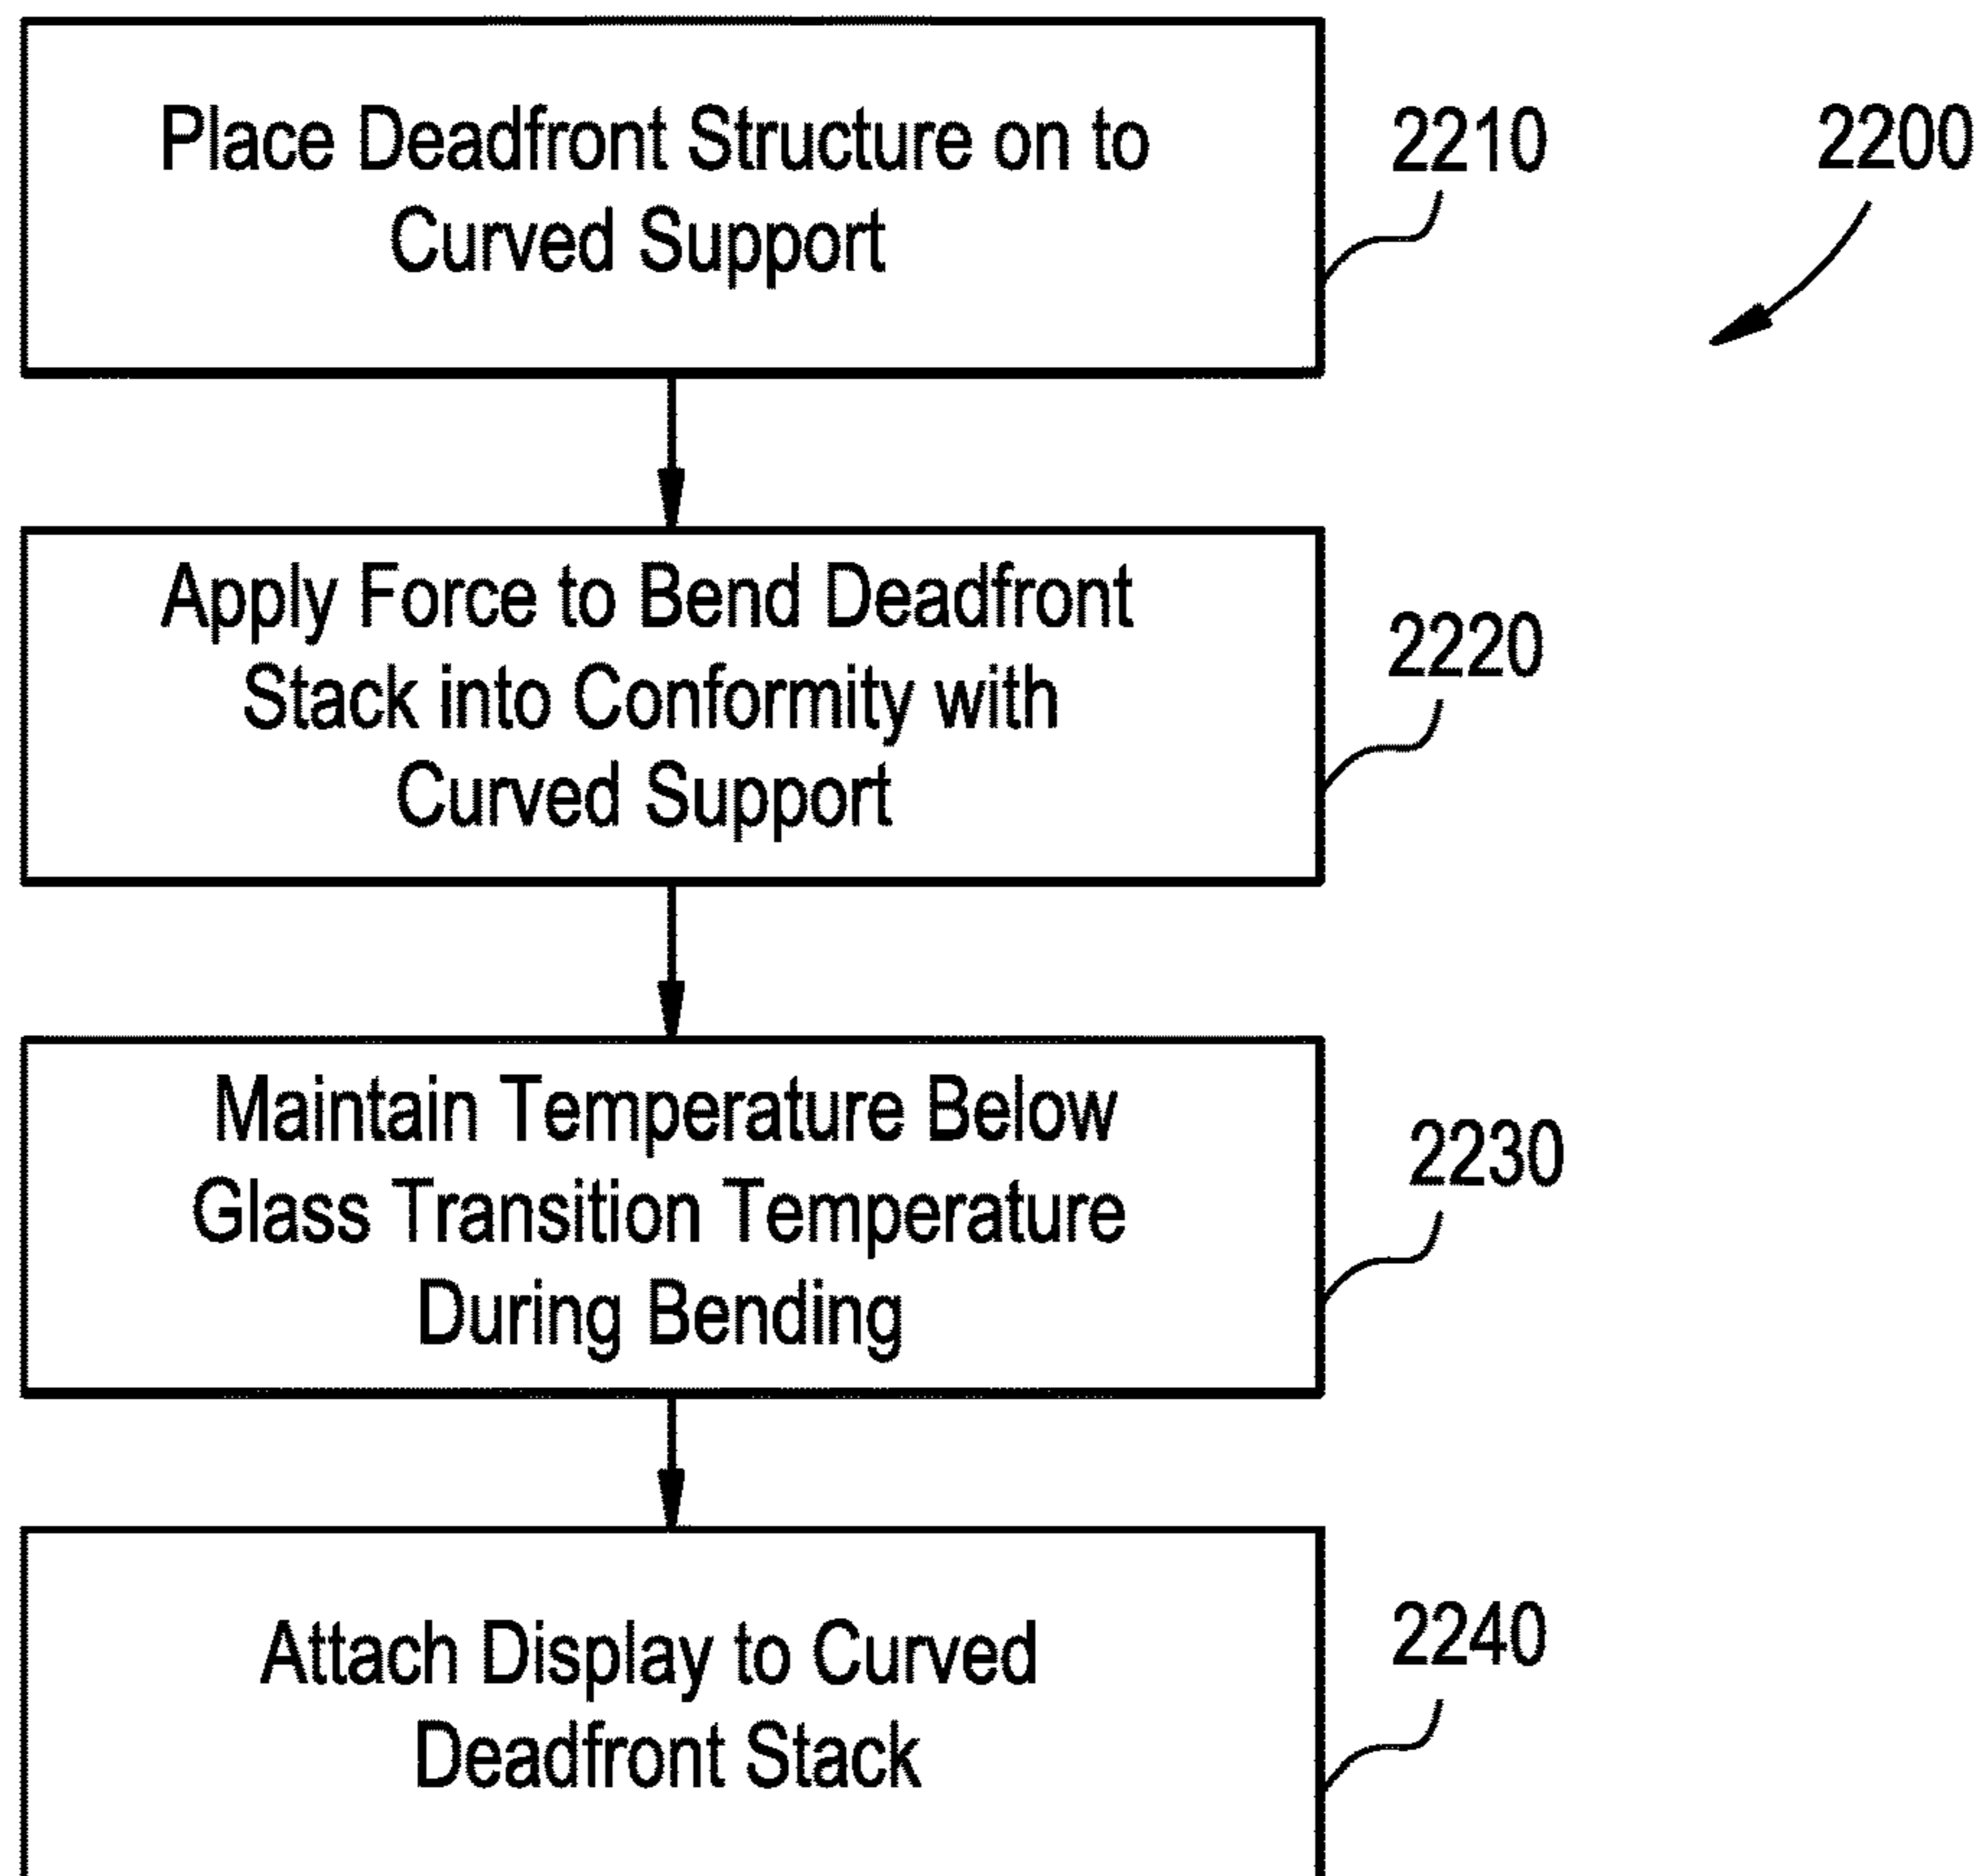 Place Deadfront Structure on to
Curved Support
2210
2200
Apply Force to Bend Deadfront
Stack into Conformity with
Curved Support
2220
Maintain Temperature Below
Glass Transition Temperature
During Bending
2230
Attach Display to Curved
Deadfront Stack
2240